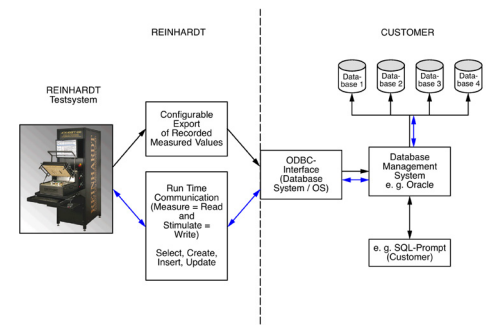 REINHARDT
CUSTOMER
REINHARDT
Testsystem
REINHARDT
Configurable
Export
of Recorded
Measured Values
Run Time
Communication
(Measure = Read
and
Stimulate =
Write)
Select, Create,
Insert, Update
ODBC-
Interface
(Database
System / OS)
Data-
base 1
Data-
base 2
Data-
base 3
Data-
base 4
Database
Management
System
e. g. Oracle
e. g. SQL-Prompt
(Customer)